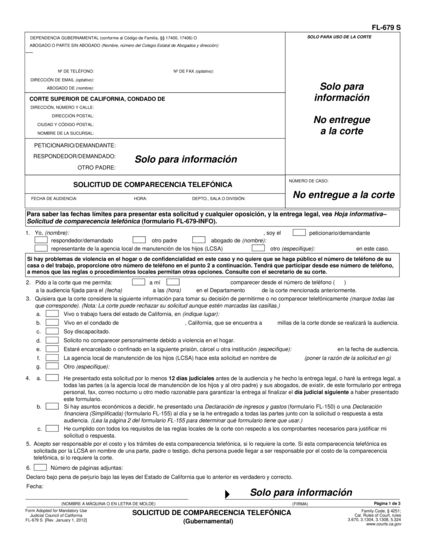 FL-679 S
DEPENDENCIA GUBERNAMENTAL (conforme al Código de Familia, §§ 17400, 17406) O
ABOGADO O PARTE SIN ABOGADO (Nombre, número del Colegio Estatal de Abogados y dirección):
SOLO PARA USO DE LA CORTE
Nº DE TELÉFONO:
Nº DE FAX (optativo):
DIRECCIÓN DE EMAIL (optativo):
ABOGADO DE (nombre):
CORTE SUPERIOR DE CALIFORNIA, CONDADO DE
DIRECCIÓN, NÚMERO Y CALLE:
DIRECCIÓN POSTAL:
CIUDAD Y CÓDIGO POSTAL:
NOMBRE DE LA SUCURSAL:
Solo para
información
No entregue
a la corte
PETICIONARIO/DEMANDANTE:
RESPONDEDOR/DEMANDADO:
OTRO PADRE:
Solo para información
SOLICITUD DE COMPARECENCIA TELEFÓNICA
NÚMERO DE CASO:
No entregue a la corte
FECHA DE AUDIENCIA:
HORA:
DEPTO., SALA O DIVISIÓN:
Para saber las fechas límites para presentar esta solicitud y cualquier oposición, y la entrega legal, vea Hoja informativa–
Solicitud de comparecencia telefónica (formulario FL-679-INFO).
1. Yo, (nombre): , soy el peticionario/demandante
respondedor/demandado otro padre abogado de (nombre):
representante de la agencia local de manutención de los hijos (LCSA) otro (especifique): en este caso.
Si hay problemas de violencia en el hogar o de confidencialidad en este caso y no quiere que se haga público el número de teléfono de su
casa o del trabajo, proporcione otro número de teléfono en el punto 2 a continuación. Tendrá que participar desde ese número de teléfono,
a menos que las reglas o procedimientos locales permitan otras opciones. Consulte con el secretario de su corte.
2. Pido a la corte que me permita: a mí comparecer desde el número de teléfono ( )
a la audiencia fijada para el (fecha) a las (hora) en el Departamento de la corte mencionada anteriormente.
3. Quisiera que la corte considere la siguiente información para tomar su decisión de permitirme o no comparecer telefónicamente (marque todas las
que correspondan). (Nota: La corte puede rechazar su solicitud aunque estén marcadas las casillas.)
a. Vivo o trabajo fuera del estado de California, en (indique lugar):
b. Vivo en el condado de , California, que se encuentra a millas de la corte donde se realizará la audiencia.
c. Soy discapacitado.
d. Solicito no comparecer personalmente debido a violencia en el hogar.
e. Estaré encarcelado o confinado en la siguiente prisión, cárcel u otra institución (especifique): en la fecha de audiencia.
f. La agencia local de manutención de los hijos (LCSA) hace esta solicitud en nombre de (poner la razón de la solicitud en g)
g. Otro (especifique):
4. a. He presentado esta solicitud por lo menos 12 días judiciales antes de la audiencia y he hecho la entrega legal, o haré la entrega legal, a
todas las partes (a la agencia local de manutención de los hijos y al otro padre) y sus abogados, de existir, de este formulario por entrega
personal, fax, correo nocturno u otro medio razonable para garantizar la entrega al finalizar el día judicial siguiente a haber presentado
este formulario.
b. Si hay asuntos económicos a decidir, he presentado una Declaración de ingresos y gastos (formulario FL-150) o una Declaración
financiera (Simplificada) (formulario FL-155) al día y se la he entregado a todas las partes junto con la solicitud o respuesta a esta
audiencia. (Lea la página 2 del formulario FL-155 para determinar qué formulario tiene que usar.)
c. He cumplido con todos los requisitos de las reglas locales de la corte con respecto a los comprobantes necesarios para justificar mi
solicitud o respuesta.
5. Acepto ser responsable por el costo y los trámites de esta comparecencia telefónica, si lo requiere la corte. Si esta comparecencia telefónica es
solicitada por la LCSA en nombre de una parte, padre o testigo, dicha persona puede llegar a ser responsable por el costo de la comparecencia
telefónica, si lo requiere la corte.
6. Número de páginas adjuntas:
Declaro bajo pena de perjurio bajo las leyes del Estado de California que lo anterior es verdadero y correcto.
Fecha:
Solo para información
(NOMBRE A MÁQUINA O EN LETRA DE MOLDE)
(FIRMA)
Página 1 de 3
Form Adopted for Mandatory Use
Judicial Council of California
FL-679 S [Rev. January 1, 2012]
SOLICITUD DE COMPARECENCIA TELEFÓNICA
(Gubernamental)
Family Code, § 4251;
Cal. Rules of Court, rules
3.670, 3.1304, 3.1308, 5.324
www.courts.ca.gov